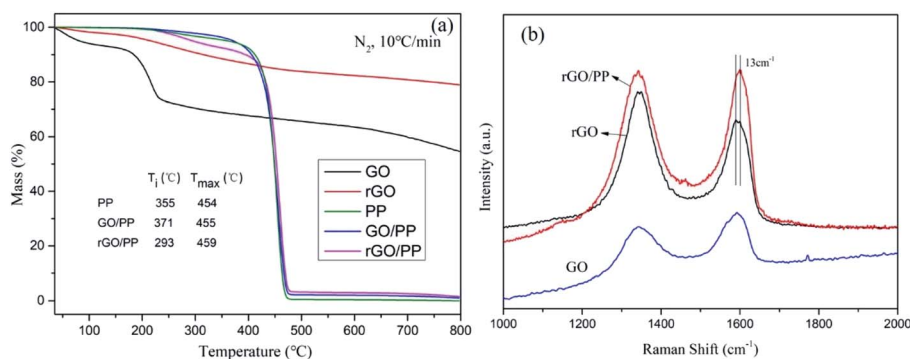 (a)
N₂, 10℃/min
100
80
60
40
20
0
Mass (%)
Tᵢ (℃) Tmax (℃)
PP 355 454
GO/PP 371 455
rGO/PP 293 459
GO
rGO
PP
GO/PP
rGO/PP
100 200 300 400 500 600 700 800
Temperature (℃)
(b)
13cm⁻¹
rGO/PP
rGO
GO
Intensity (a.u.)
1000 1200 1400 1600 1800 2000
Raman Shift (cm⁻¹)